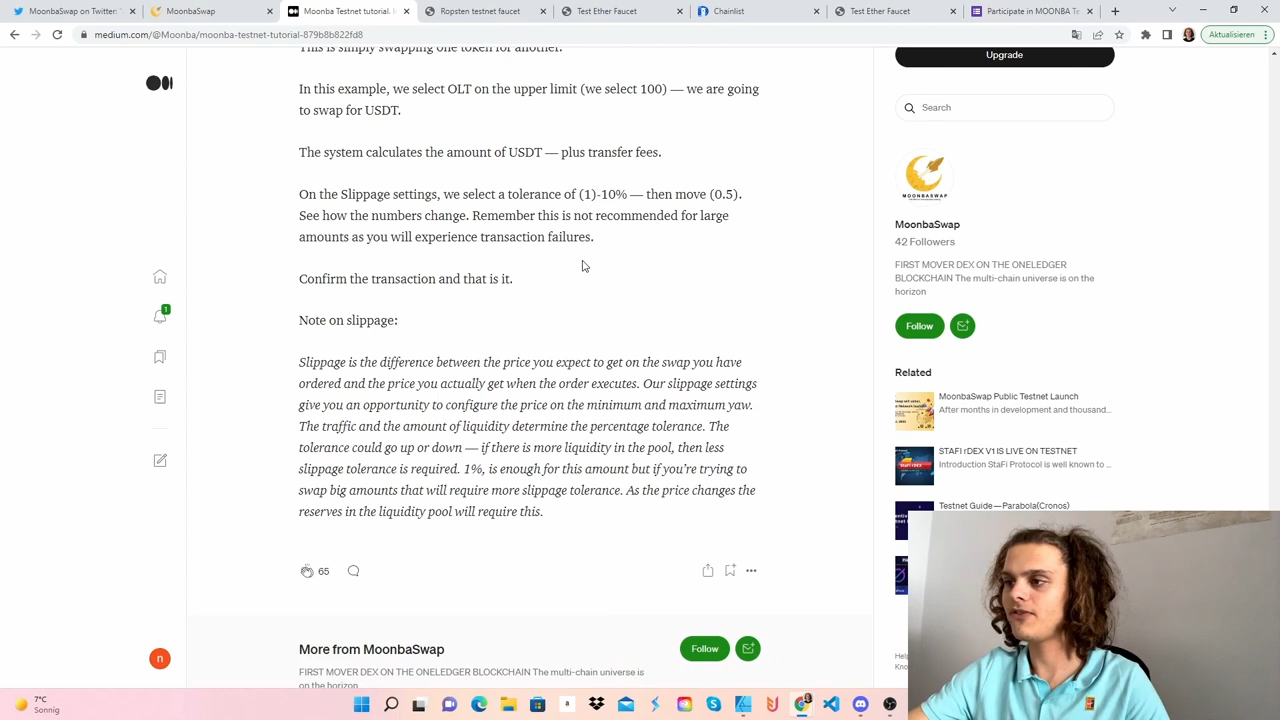 MoonbaSwap on Twitter: "
MoonbaSwap
Moonba Testnet tutorial.
Ropsten testnet faucet
Test Ether Faucet
Chainlist
Test Ether Faucet
Participate in MOONBA Te
medium.com/@Moonba/moonba-testnet-tutorial-879b8b822fd8
Aktualisieren
This is simply swapping one token for another.
In this example, we select OLT on the upper limit (we select 100) — we are going
to swap for USDT.
The system calculates the amount of USDT — plus transfer fees.
On the Slippage settings, we select a tolerance of (1)-10% — then move (0.5).
See how the numbers change. Remember this is not recommended for large
amounts as you will experience transaction failures.
Confirm the transaction and that is it.
Note on slippage:
Slippage is the difference between the price you expect to get on the swap you have
ordered and the price you actually get when the order executes. Our slippage settings
give you an opportunity to configure the price on the minimum and maximum yaw.
The traffic and the amount of liquidity determine the percentage tolerance. The
tolerance could go up or down — if there is more liquidity in the pool, then less
slippage tolerance is required. 1%, is enough for this amount but if you're trying to
swap big amounts that will require more slippage tolerance. As the price changes the
reserves in the liquidity pool will require this.
65
More from MoonbaSwap
Follow
FIRST MOVER DEX ON THE ONELEDGER BLOCKCHAIN The multi-chain universe is
on the horizon
Upgrade
Search
MOONBASWAP
MoonbaSwap
42 Followers
FIRST MOVER DEX ON THE ONELEDGER
BLOCKCHAIN The multi-chain universe is on the
horizon
Follow
Related
MoonbaSwap Public Testnet Launch
After months in development and thousand...
STAFI rDEX V1 IS LIVE ON TESTNET
Introduction StaFi Protocol is well known to ...
Testnet Guide—Parabola(Cronos)
Help
1
n
7°C
Sonnig